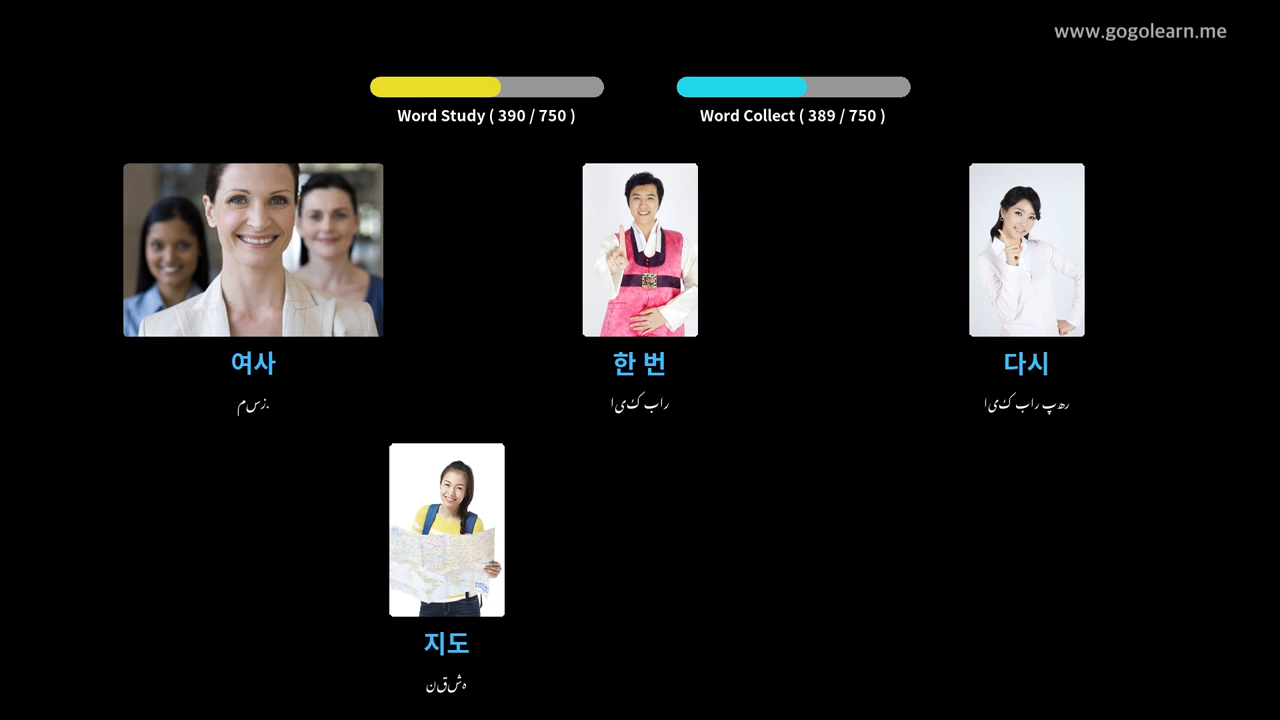 www.gogolearn.me
Word Study ( 390 / 750 )
Word Collect ( 389 / 750 )
여사
مسز.
한 번
ایک بار
다시
ایک بار پھر
지도
نقشہ